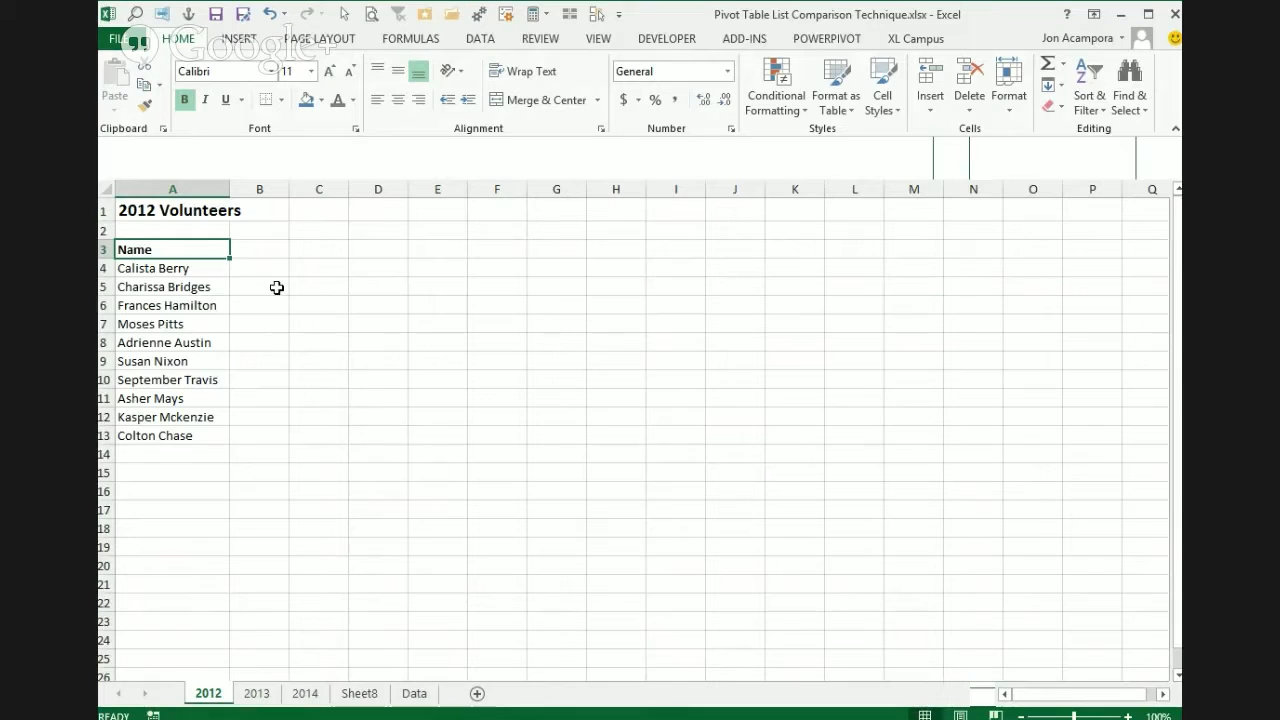 Pivot Table List Comparison Technique.xlsx - Excel
?
FILE HOME INSERT PAGE LAYOUT FORMULAS DATA REVIEW VIEW DEVELOPER ADD-INS POWERPIVOT XL Campus Jon Acampora
Google+
Calibri 11 Wrap Text General
Paste
B I U Merge & Center $ % ,
Conditional Formatting
Format as Table
Cell Styles
Insert Delete Format
Sort & Filter
Find & Select
Clipboard Font Alignment Number Styles Cells Editing
A B C D E F G H I J K L M N O P Q
1 2012 Volunteers
2
3 Name
4 Calista Berry
5 Charissa Bridges
6 Frances Hamilton
7 Moses Pitts
8 Adrienne Austin
9 Susan Nixon
10 September Travis
11 Asher Mays
12 Kasper Mckenzie
13 Colton Chase
14
15
16
17
18
19
20
21
22
23
24
25
26
2012 2013 2014 Sheet8 Data
READY 100%